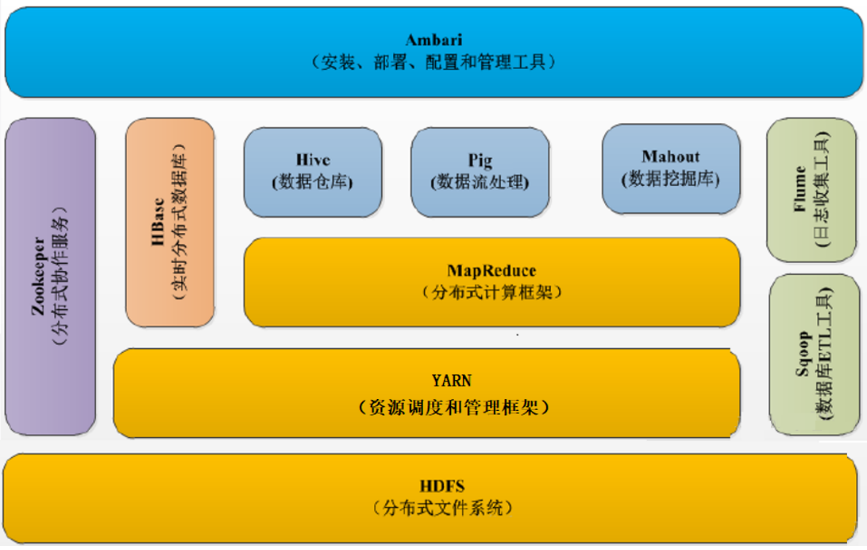 Ambari
（安装、部署、配置和管理工具）
Zookeeper
（分布式协作服务）
HBase
（实时分布式数据库）
Hive
(数据仓库)
Pig
(数据流处理)
Mahout
(数据挖掘库)
Flume
(日志收集工具)
MapReduce
（分布式计算框架）
Sqoop
(数据库ETL工具)
YARN
（资源调度和管理框架）
HDFS
（分布式文件系统）